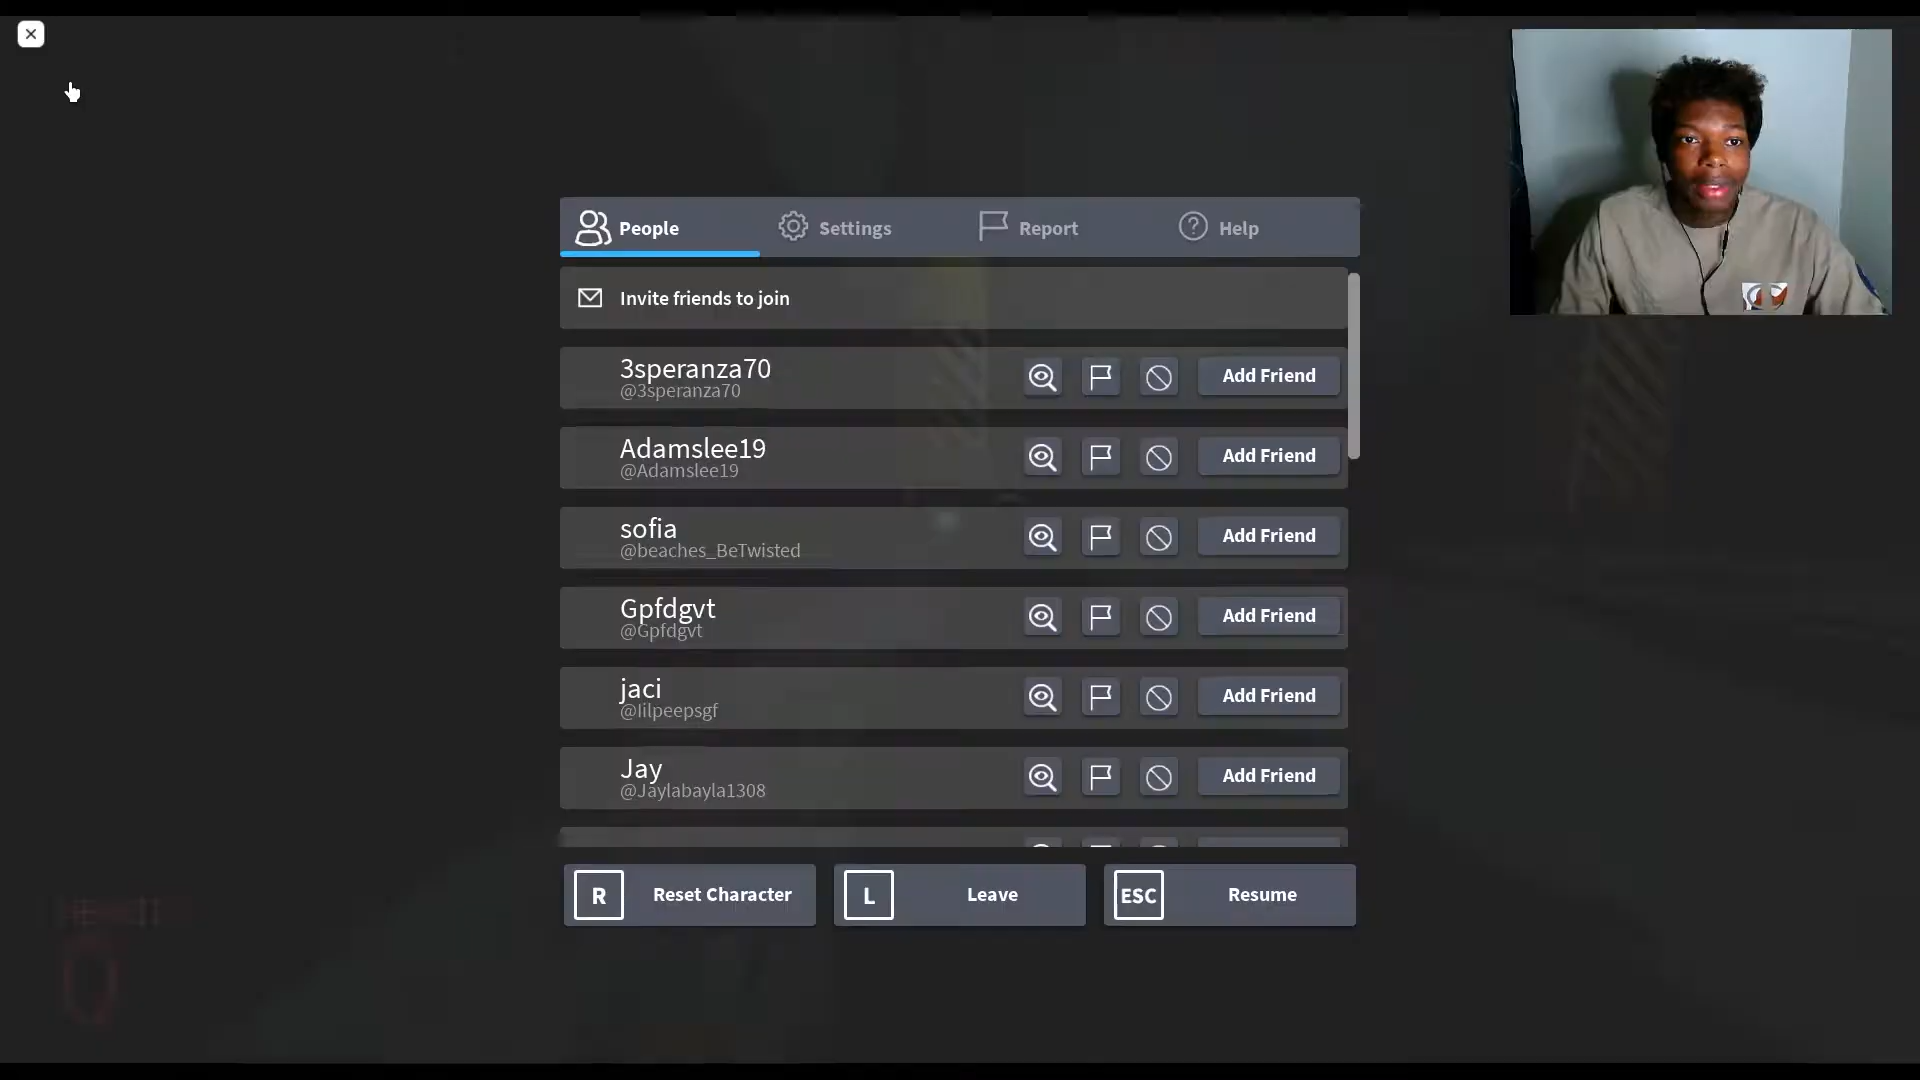 People
Settings
Report
Help
Invite friends to join
3speranza70
@3speranza70
Add Friend
Adamslee19
@Adamslee19
Add Friend
sofia
@beaches_BeTwisted
Add Friend
Gpfdgvt
@Gpfdgvt
Add Friend
jaci
@lilpeepsgf
Add Friend
Jay
@Jaylabayla1308
Add Friend
R Reset Character
L Leave
ESC Resume